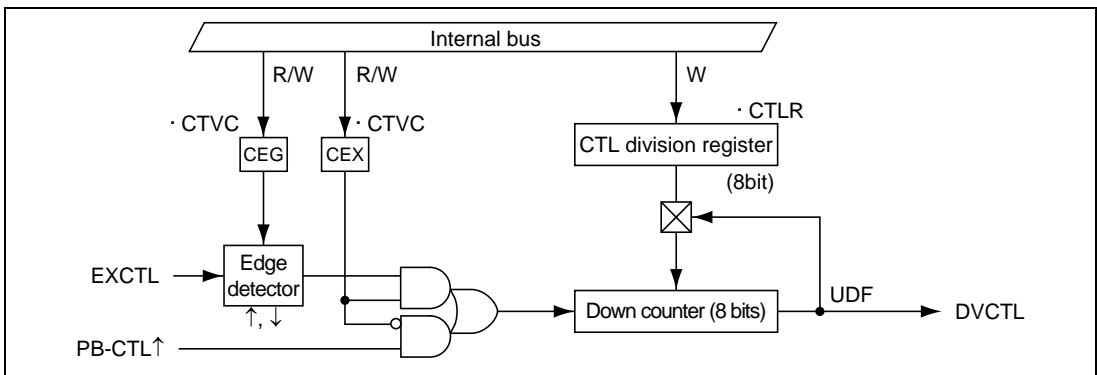 Internal bus
R/W
R/W
W
· CTVC
· CTVC
· CTLR
CEG
CEX
CTL division register
(8bit)
EXCTL
Edge
detector
↑, ↓
UDF
Down counter (8 bits)
DVCTL
PB-CTL↑